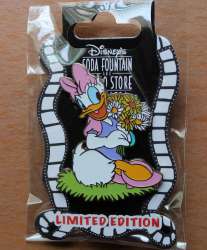 Disney's
SODA FOUNTAIN
STORE
LIMITED EDITION